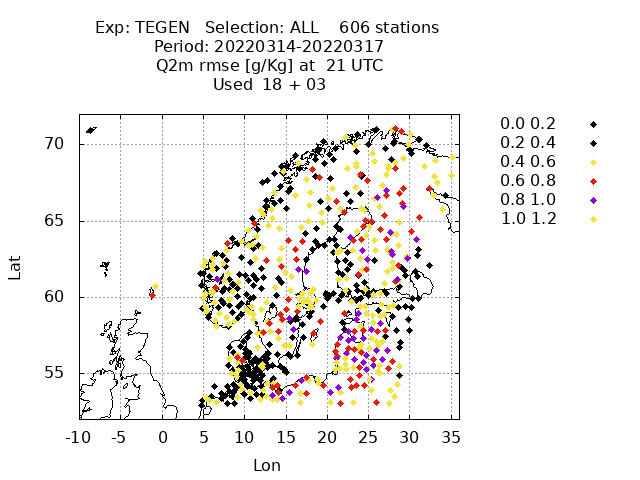 Exp: TEGEN Selection: ALL 606 stations
Period: 20220314-20220317
Q2m rmse [g/Kg] at 21 UTC
Used 18 + 03
0.0 0.2
0.2 0.4
0.4 0.6
0.6 0.8
0.8 1.0
1.0 1.2
70
65
60
55
Lat
-10 -5 0 5 10 15 20 25 30 35
Lon